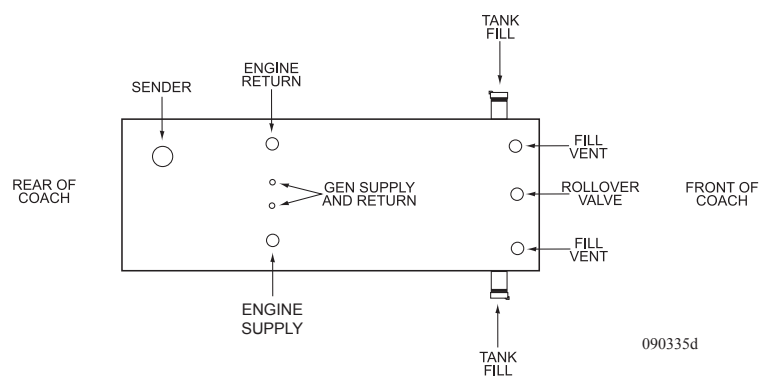 TANK
FILL
ENGINE
RETURN
SENDER
FILL
VENT
REAR OF
COACH
GEN SUPPLY
AND RETURN
ROLLOVER
VALVE
FRONT OF
COACH
FILL
VENT
ENGINE
SUPPLY
TANK
FILL
090335d